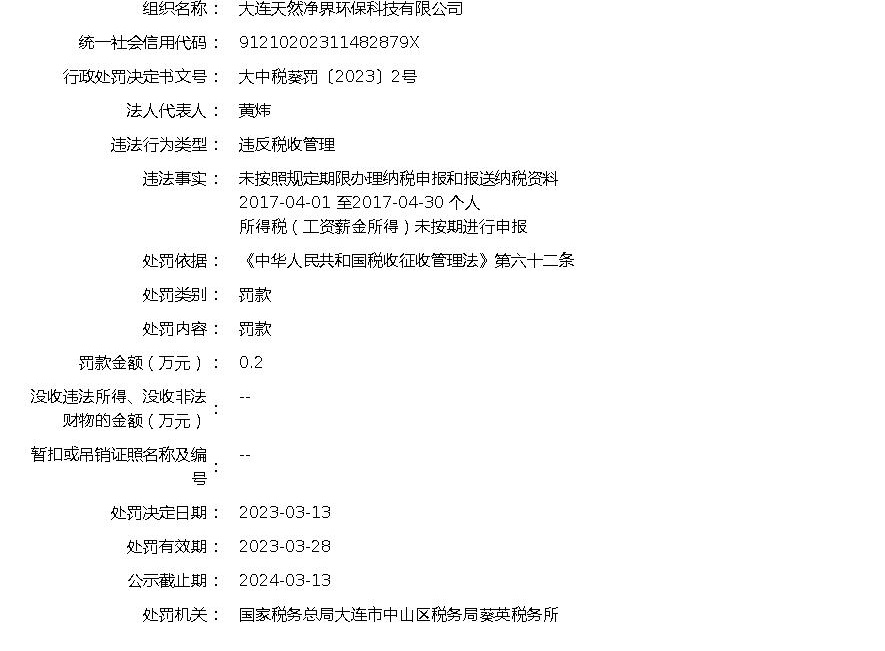 组织名称： 大连天然净界环保科技有限公司
统一社会信用代码： 91210202311482879X
行政处罚决定书文号： 大中税葵罚〔2023〕2号
法人代表人： 黄炜
违法行为类型： 违反税收管理
违法事实： 未按照规定期限办理纳税申报和报送纳税资料
2017-04-01 至2017-04-30 个人
所得税（工资薪金所得）未按期进行申报
处罚依据： 《中华人民共和国税收征收管理法》第六十二条
处罚类别： 罚款
处罚内容： 罚款
罚款金额（万元）： 0.2
没收违法所得、没收非法
财物的金额（万元）： --
暂扣或吊销证照名称及编
号： --
处罚决定日期： 2023-03-13
处罚有效期： 2023-03-28
公示截止期： 2024-03-13
处罚机关： 国家税务总局大连市中山区税务局葵英税务所